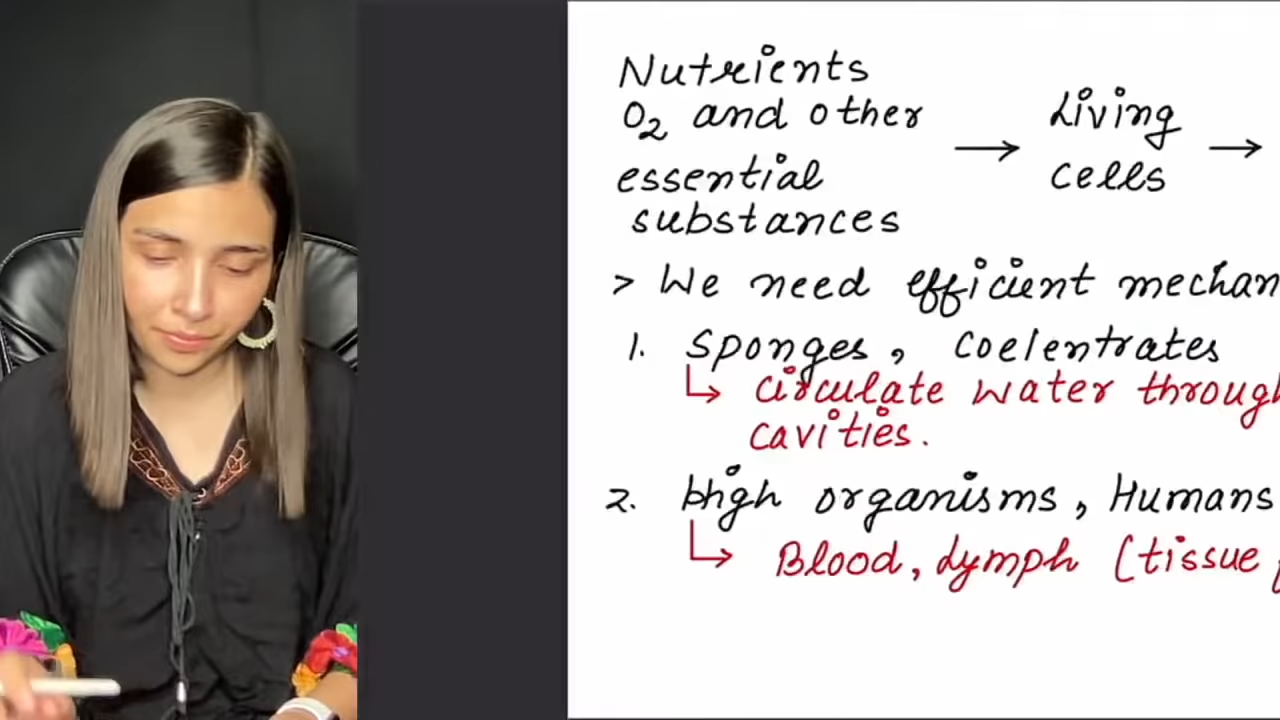 Nutrients
O2 and other
essential
substances
→ Living
cells →
> We need efficient mechan
1. Sponges, Coelentrates
↳ circulate water through
cavities.
2. High organisms, Humans
↳ Blood, Lymph (tissue